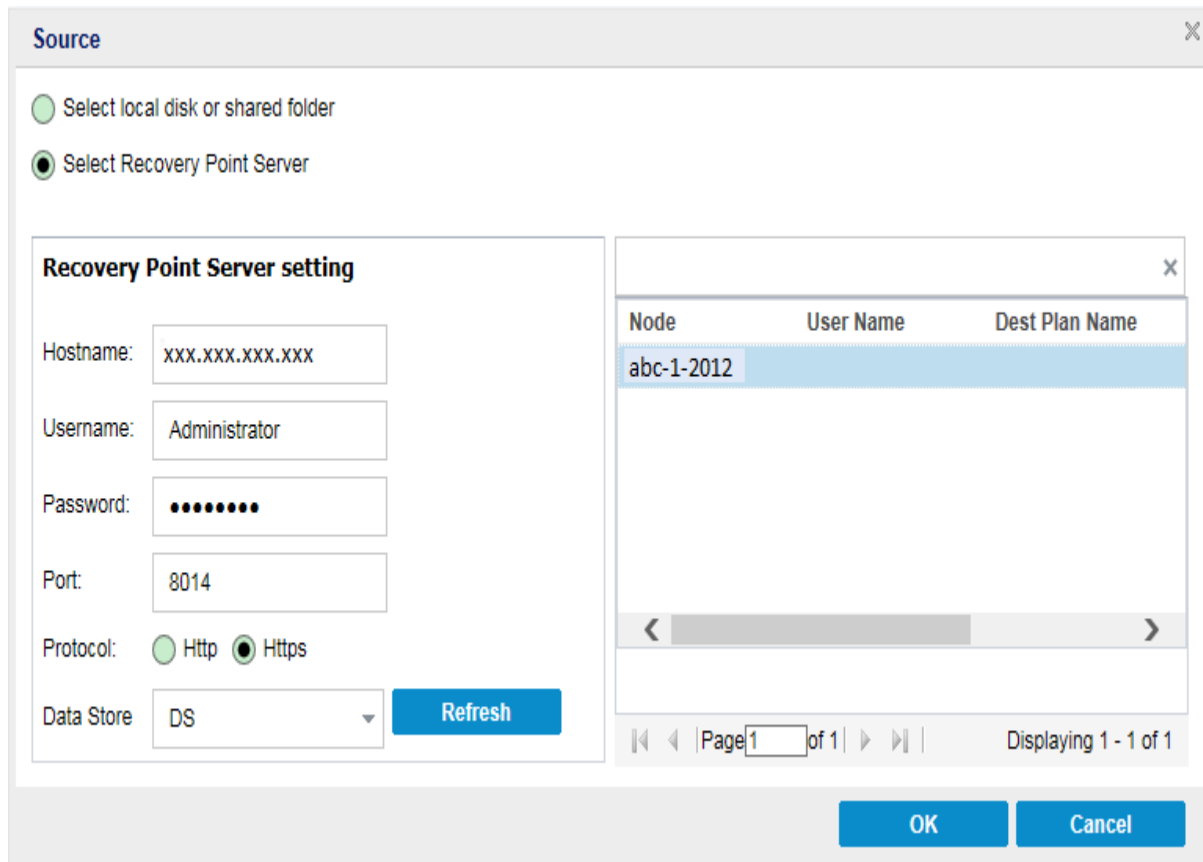 Source
Select local disk or shared folder
Select Recovery Point Server
Recovery Point Server setting
Hostname: xxx.xxx.xxx.xxx
Username: Administrator
Password: ••••••••
Port: 8014
Protocol: Http Https
Data Store DS Refresh
Node User Name Dest Plan Name
abc-1-2012
Page 1 of 1 Displaying 1 - 1 of 1
OK Cancel